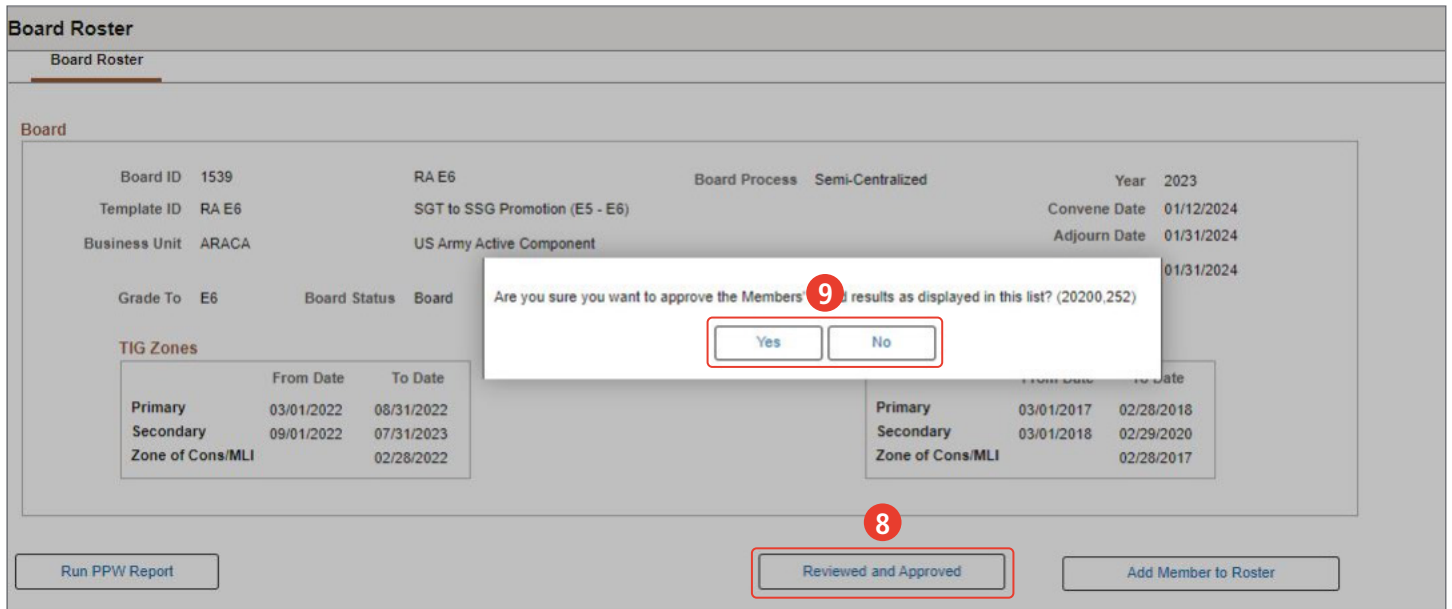 Board Roster
Board Roster
Board
Board ID 1539 RA E6 Board Process Semi-Centralized Year 2023
Template ID RA E6 SGT to SSG Promotion (E5 - E6) Convene Date 01/12/2024
Business Unit ARACA US Army Active Component Adjourn Date 01/31/2024
01/31/2024
Grade To E6 Board Status Board
Are you sure you want to approve the Members' results as displayed in this list? (20200,252)
9
Yes No
TIG Zones
From Date To Date
Primary 03/01/2022 08/31/2022
Secondary 09/01/2022 07/31/2023
Zone of Cons/MLI 02/28/2022
From Date To Date
Primary 03/01/2017 02/28/2018
Secondary 03/01/2018 02/29/2020
Zone of Cons/MLI 02/28/2017
8
Run PPW Report Reviewed and Approved Add Member to Roster